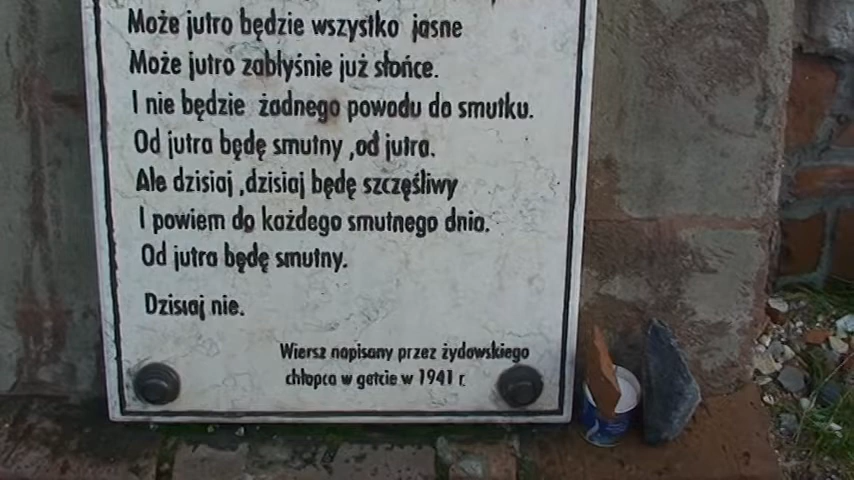 Może jutro będzie wszystko jasne
Może jutro zabłyśnie już słońce.
I nie będzie żadnego powodu do smutku.
Od jutra będę smutny ,od jutra.
Ale dzisiaj ,dzisiaj będę szczęśliwy
I powiem do każdego smutnego dnia.
Od jutra będę smutny.
Dzisiaj nie.
Wiersz napisany przez żydowskiego
chłopca w getcie w 1941 r.